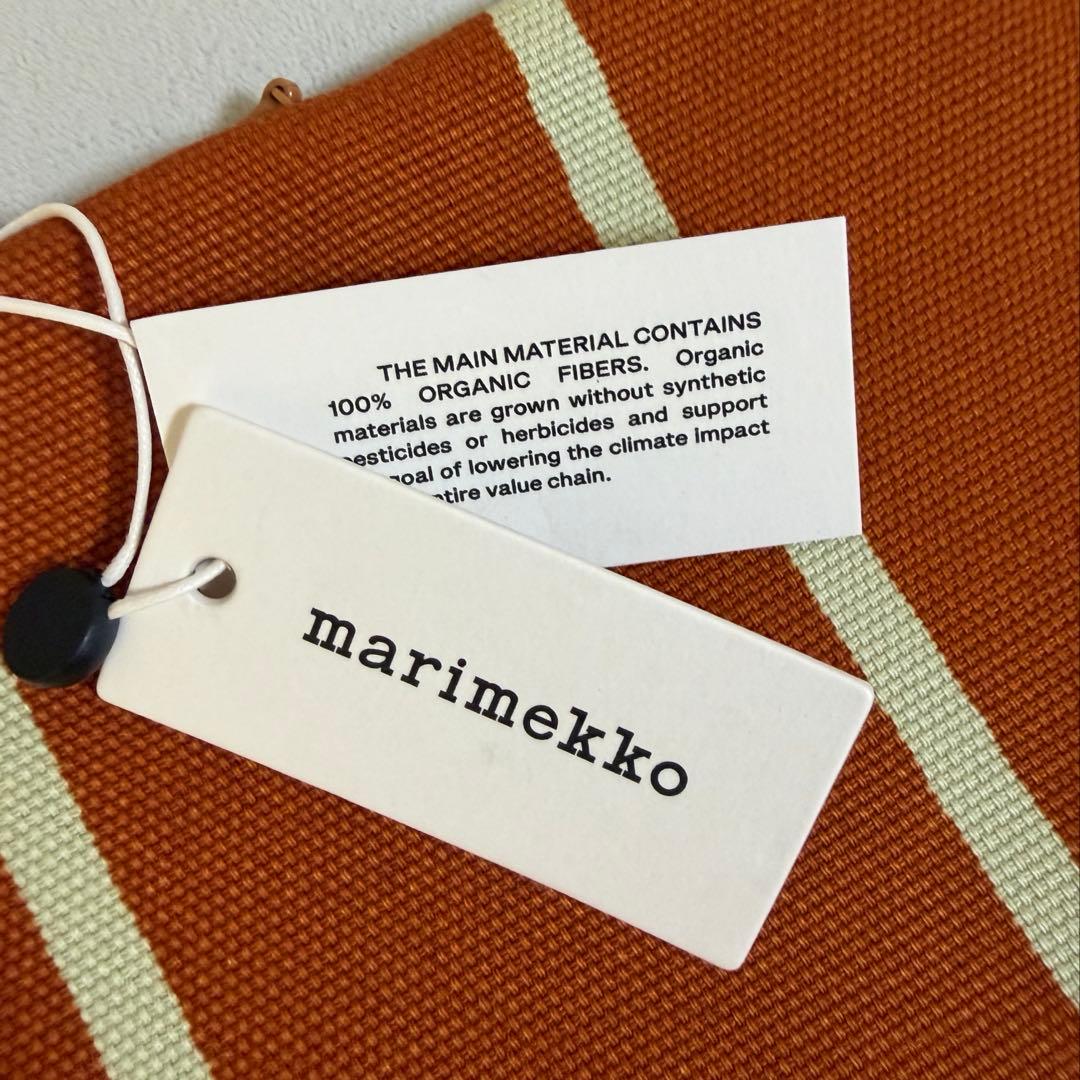 THE MAIN MATERIAL CONTAINS
100% ORGANIC FIBERS. Organic
materials are grown without synthetic
pesticides or herbicides and support
goal of lowering the climate impact
value chain.
marimekko